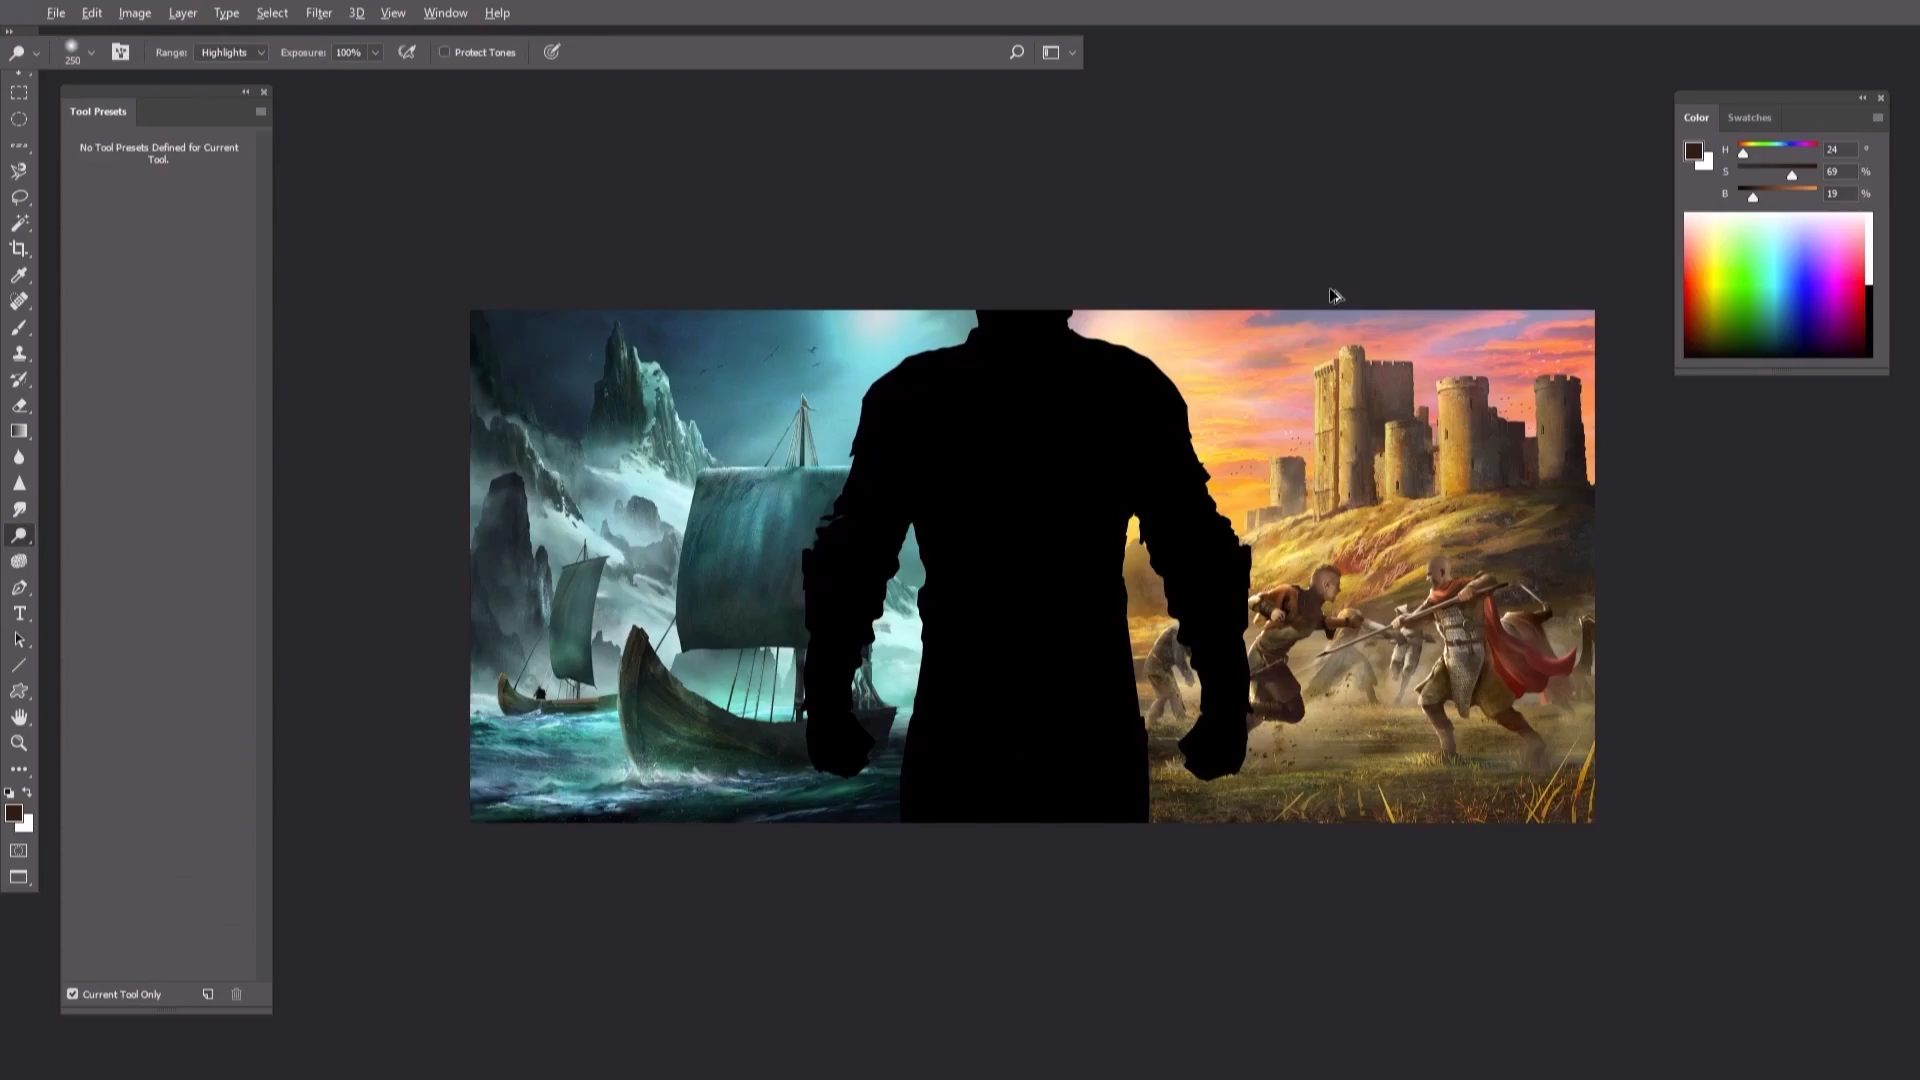 File Edit Image Layer Type Select Filter 3D View Window Help
250 Range: Highlights Exposure: 100% Protect Tones
Tool Presets
No Tool Presets Defined for Current
Tool.
Current Tool Only
Color Swatches
H 24 °
S 69 %
B 19 %